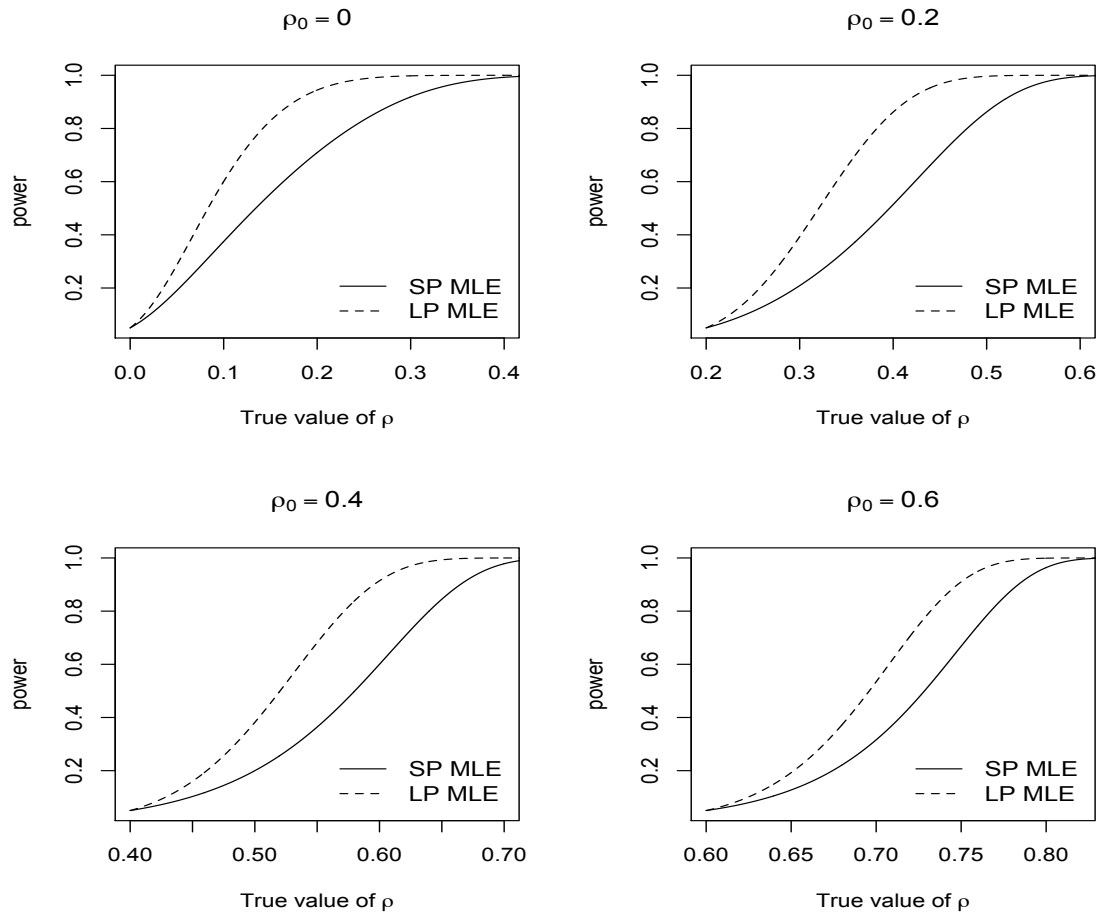 ρ₀ = 0
power
1.0
0.8
0.6
0.4
0.2
SP MLE
LP MLE
0.0 0.1 0.2 0.3 0.4
True value of ρ
ρ₀ = 0.2
power
1.0
0.8
0.6
0.4
0.2
SP MLE
LP MLE
0.2 0.3 0.4 0.5 0.6
True value of ρ
ρ₀ = 0.4
power
1.0
0.8
0.6
0.4
0.2
SP MLE
LP MLE
0.40 0.50 0.60 0.70
True value of ρ
ρ₀ = 0.6
power
1.0
0.8
0.6
0.4
0.2
SP MLE
LP MLE
0.60 0.65 0.70 0.75 0.80
True value of ρ